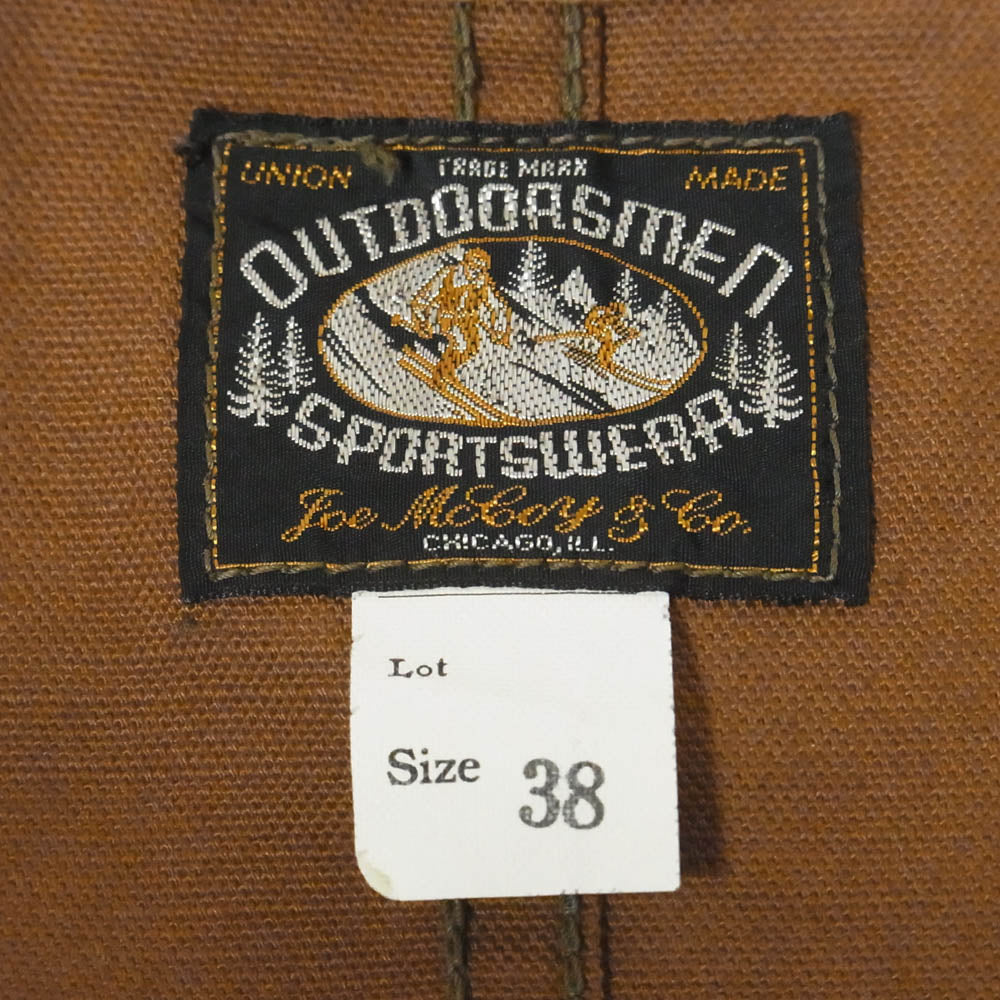 UNION TRADE MARK MADE
OUTDOORSMEN
SPORTSWEAR
Joe McCoy & Co.
CHICAGO, ILL.
Lot
Size 38